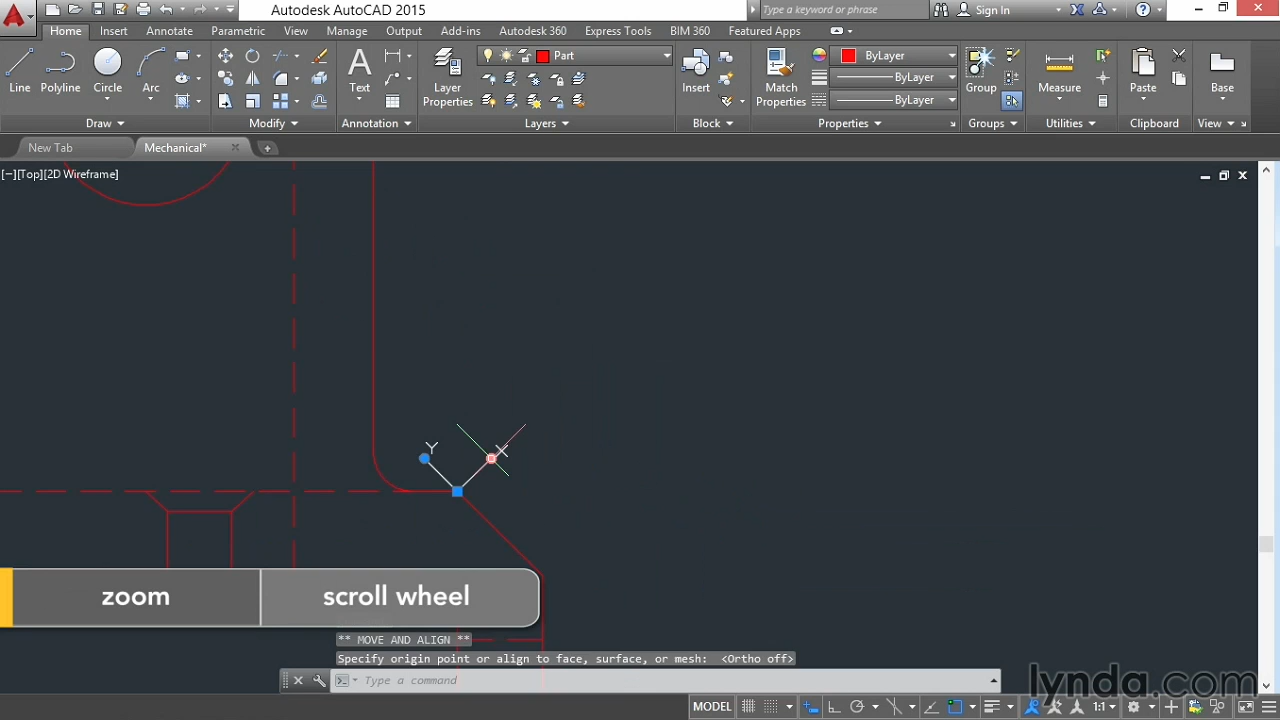 Autodesk AutoCAD 2015
Type a keyword or phrase
Sign In
Home Insert Annotate Parametric View Manage Output Add-ins Autodesk 360 Express Tools BIM 360 Featured Apps
Part
ByLayer
ByLayer
ByLayer
Line Polyline Circle Arc
Text
Layer Properties
Insert
Match Properties
Group
Measure
Paste
Base
Draw Modify Annotation Layers Block Properties Groups Utilities Clipboard View
New Tab Mechanical*
[−][Top][2D Wireframe]
Y X
zoom scroll wheel
** MOVE AND ALIGN **
Specify origin point or align to face, surface, or mesh: <Ortho off>
Type a command
lynda.com
MODEL 1:1